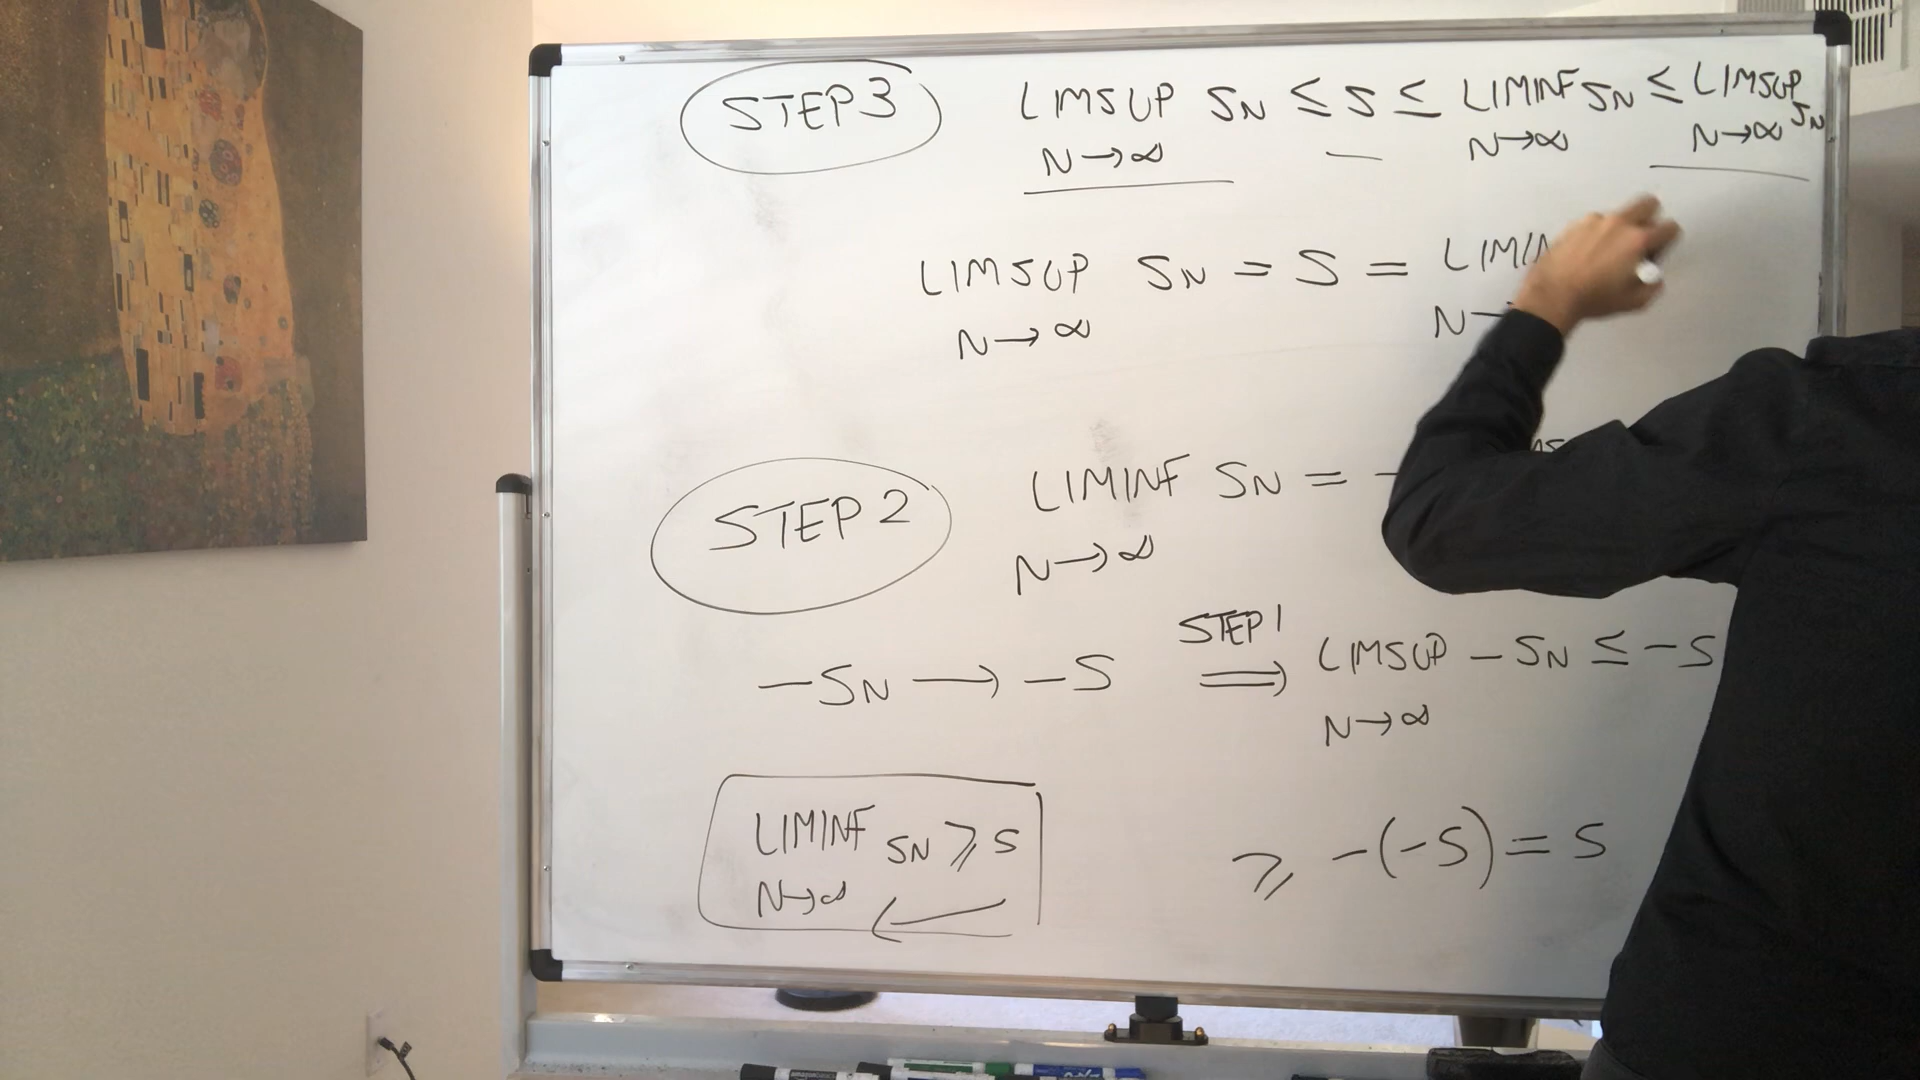 STEP 3 LIMSUP SN ≤ S ≤ LIMINF SN ≤ LIMSUP SN
N→∞ N→∞ N→∞
LIMSUP SN = S =
N→∞ N
LIMINF SN = -
N→∞
STEP 2
STEP 1
-SN → -S ⟹ LIMSUP -SN ≤ -S
N→∞
LIMINF SN ⩾ S
N→∞
⩾ -(-S) = S